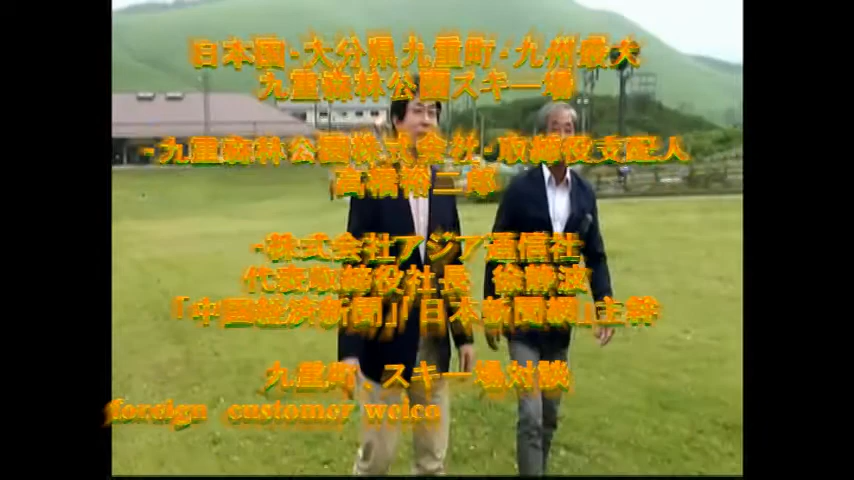 日本国・大分県九重町・九州最大
九重森林公園スキー場
・九重森林公園株式会社・取締役支配人
高橋裕二郎
・株式会社アジア通信社
代表取締役社長 徐静波
「中国経済新聞」「日本新聞網」主幹
九重町、スキー場対談
foreign customer welco